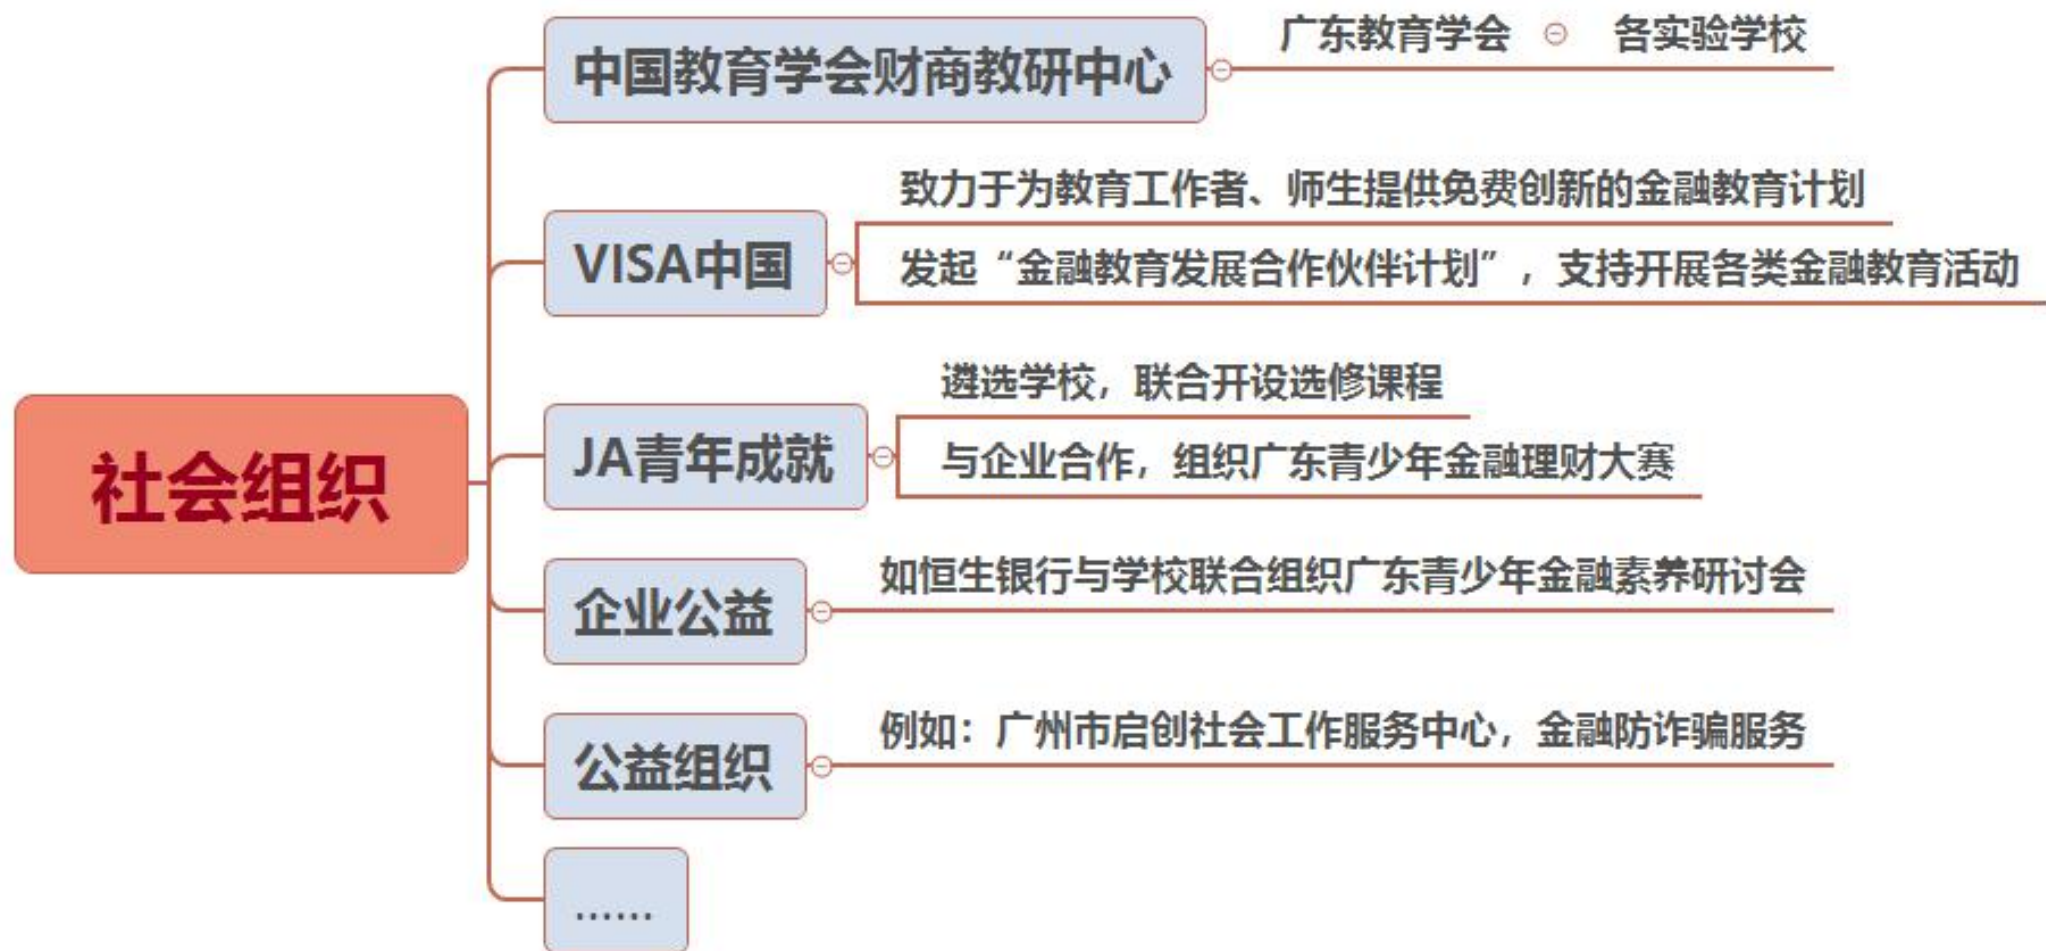 中国教育学会财商教研中心
广东教育学会 各实验学校
VISA中国
致力于为教育工作者、师生提供免费创新的金融教育计划
发起“金融教育发展合作伙伴计划”，支持开展各类金融教育活动
社会组织
JA青年成就
遴选学校，联合开设选修课程
与企业合作，组织广东青少年金融理财大赛
企业公益
如恒生银行与学校联合组织广东青少年金融素养研讨会
公益组织
例如：广州市启创社会工作服务中心，金融防诈骗服务
......